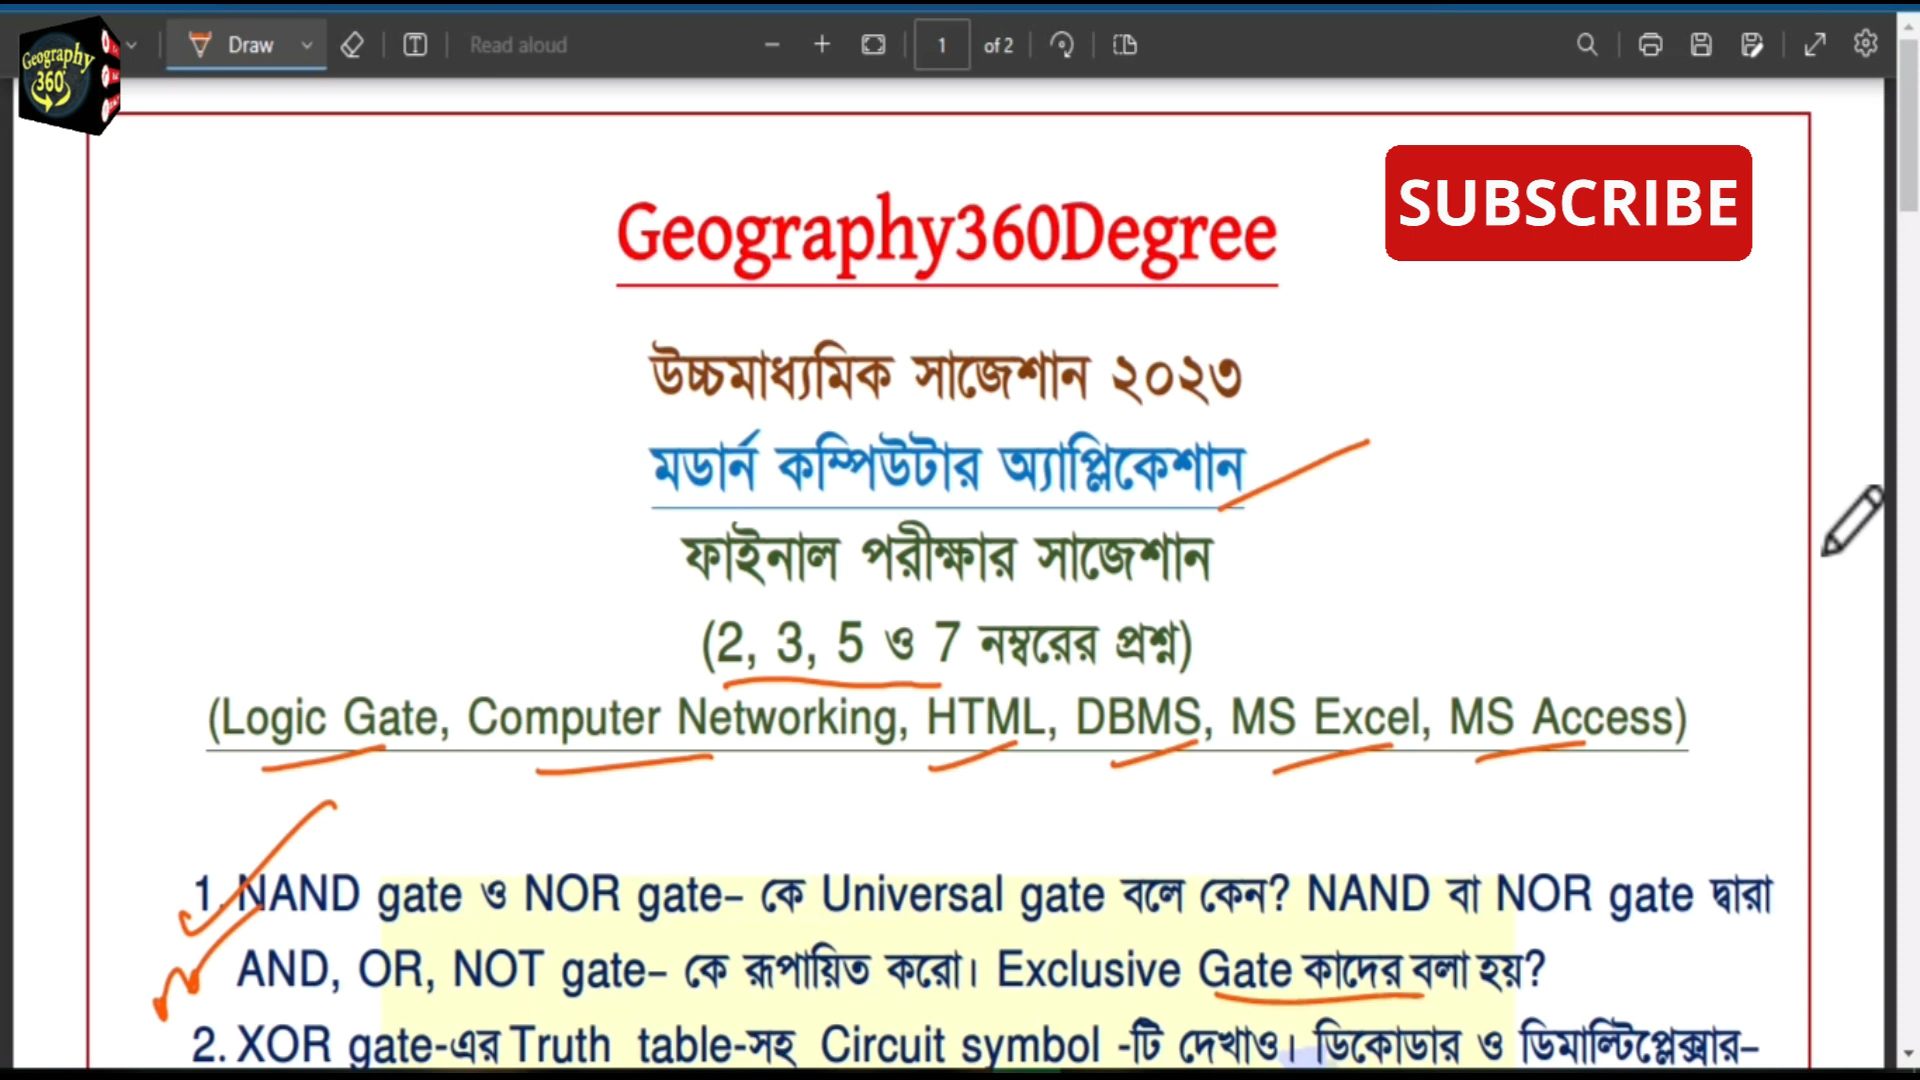 Draw
Read aloud
1 of 2
Geography
360°
SUBSCRIBE
Geography360Degree
উচ্চমাধ্যমিক সাজেশান ২০২৩
মডার্ন কম্পিউটার অ্যাপ্লিকেশান
ফাইনাল পরীক্ষার সাজেশান
(2, 3, 5 ও 7 নম্বরের প্রশ্ন)
(Logic Gate, Computer Networking, HTML, DBMS, MS Excel, MS Access)
1. NAND gate ও NOR gate– কে Universal gate বলে কেন? NAND বা NOR gate দ্বারা
AND, OR, NOT gate– কে রূপায়িত করো। Exclusive Gate কাদের বলা হয়?
2. XOR gate-এর Truth table-সহ Circuit symbol -টি দেখাও। ডিকোডার ও ডিমাল্টিপ্লেক্সার–